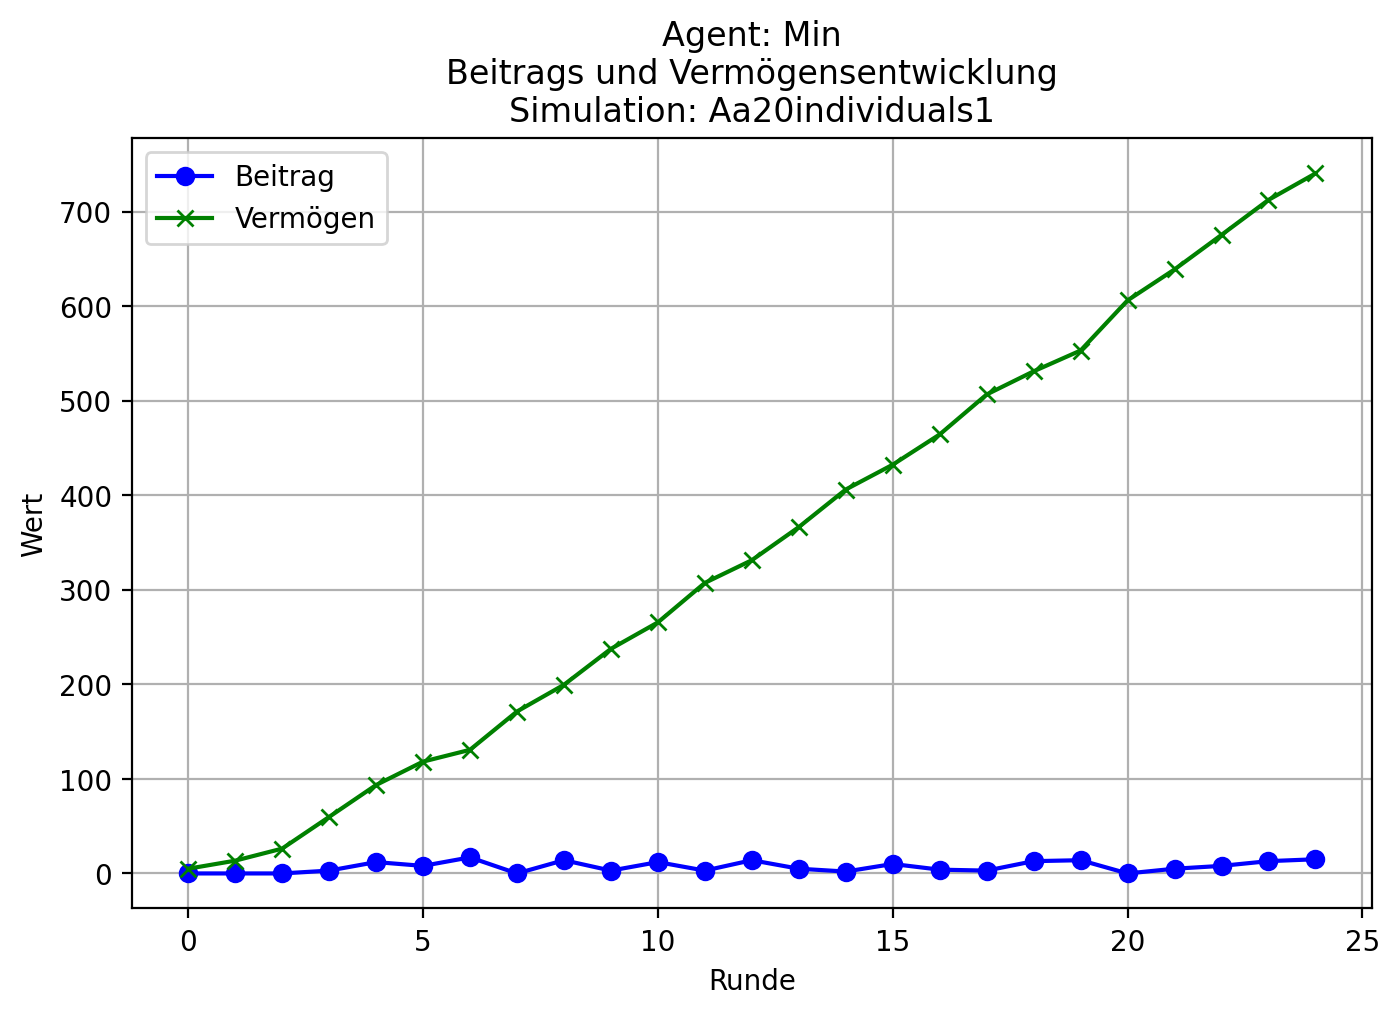 Agent: Min
Beitrags und Vermögensentwicklung
Simulation: Aa20individuals1
Beitrag
Vermögen
700
600
500
400
300
200
100
0
Wert
0 5 10 15 20 25
Runde